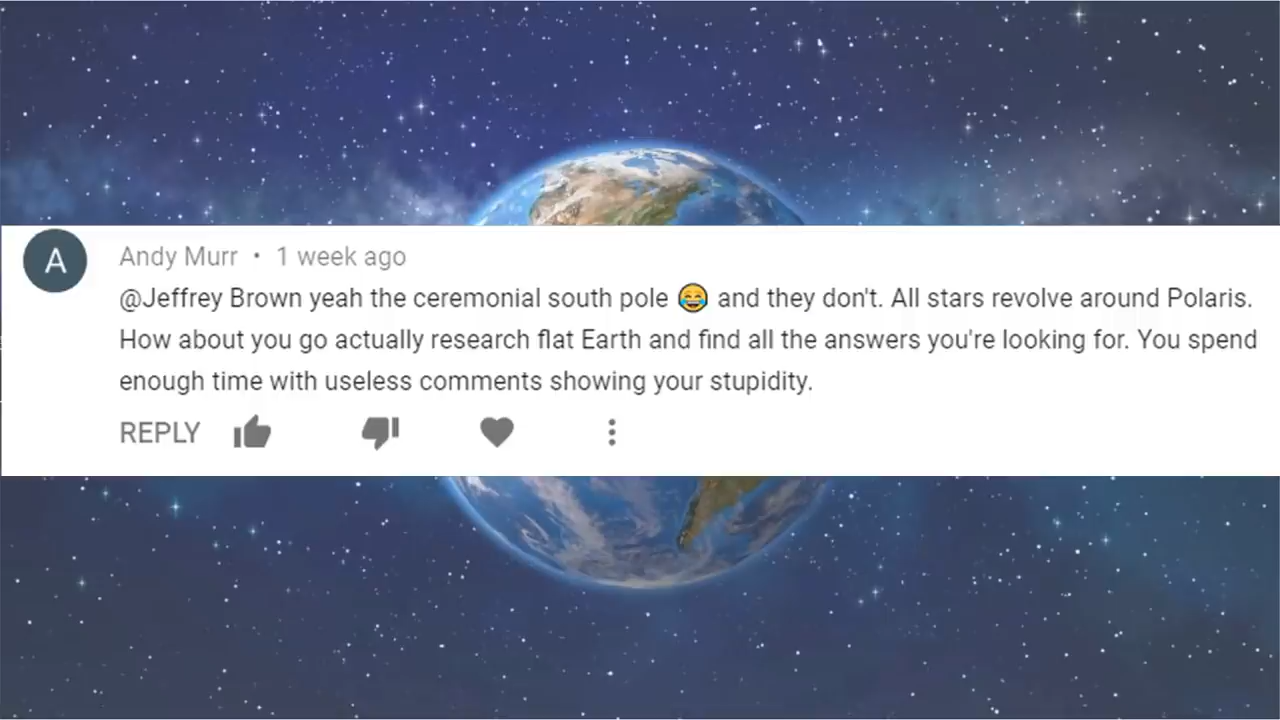 A
Andy Murr • 1 week ago
@Jeffrey Brown yeah the ceremonial south pole 😂 and they don't. All stars revolve around Polaris.
How about you go actually research flat Earth and find all the answers you're looking for. You spend
enough time with useless comments showing your stupidity.
REPLY